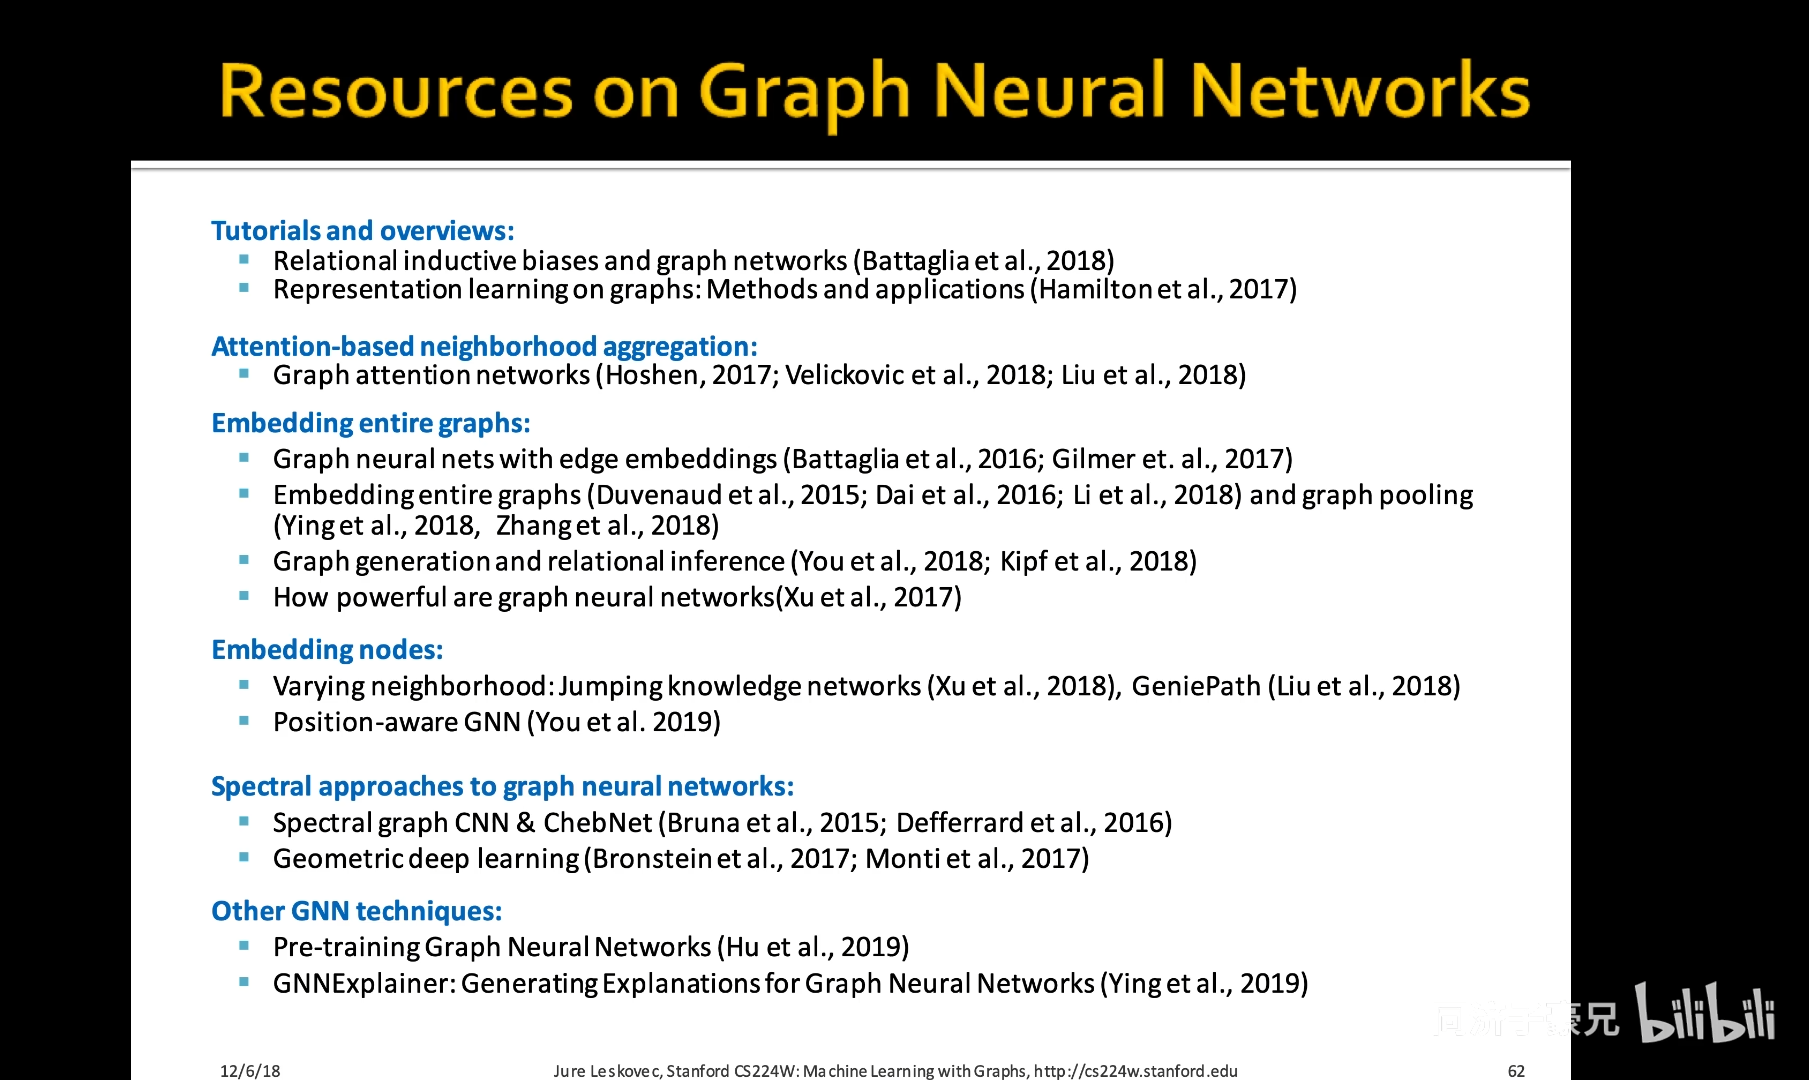 Resources on Graph Neural Networks
Tutorials and overviews:
Relational inductive biases and graph networks (Battaglia et al., 2018)
Representation learning on graphs: Methods and applications (Hamilton et al., 2017)
Attention-based neighborhood aggregation:
Graph attention networks (Hoshen, 2017; Velickovic et al., 2018; Liu et al., 2018)
Embedding entire graphs:
Graph neural nets with edge embeddings (Battaglia et al., 2016; Gilmer et. al., 2017)
Embedding entire graphs (Duvenaud et al., 2015; Dai et al., 2016; Li et al., 2018) and graph pooling
(Ying et al., 2018, Zhang et al., 2018)
Graph generation and relational inference (You et al., 2018; Kipf et al., 2018)
How powerful are graph neural networks(Xu et al., 2017)
Embedding nodes:
Varying neighborhood: Jumping knowledge networks (Xu et al., 2018), GeniePath (Liu et al., 2018)
Position-aware GNN (You et al. 2019)
Spectral approaches to graph neural networks:
Spectral graph CNN & ChebNet (Bruna et al., 2015; Defferrard et al., 2016)
Geometric deep learning (Bronstein et al., 2017; Monti et al., 2017)
Other GNN techniques:
Pre-training Graph Neural Networks (Hu et al., 2019)
GNNExplainer: Generating Explanations for Graph Neural Networks (Ying et al., 2019)
豪兄 bilibili
12/6/18 Jure Leskovec, Stanford CS224W: Machine Learning with Graphs, http://cs224w.stanford.edu 62